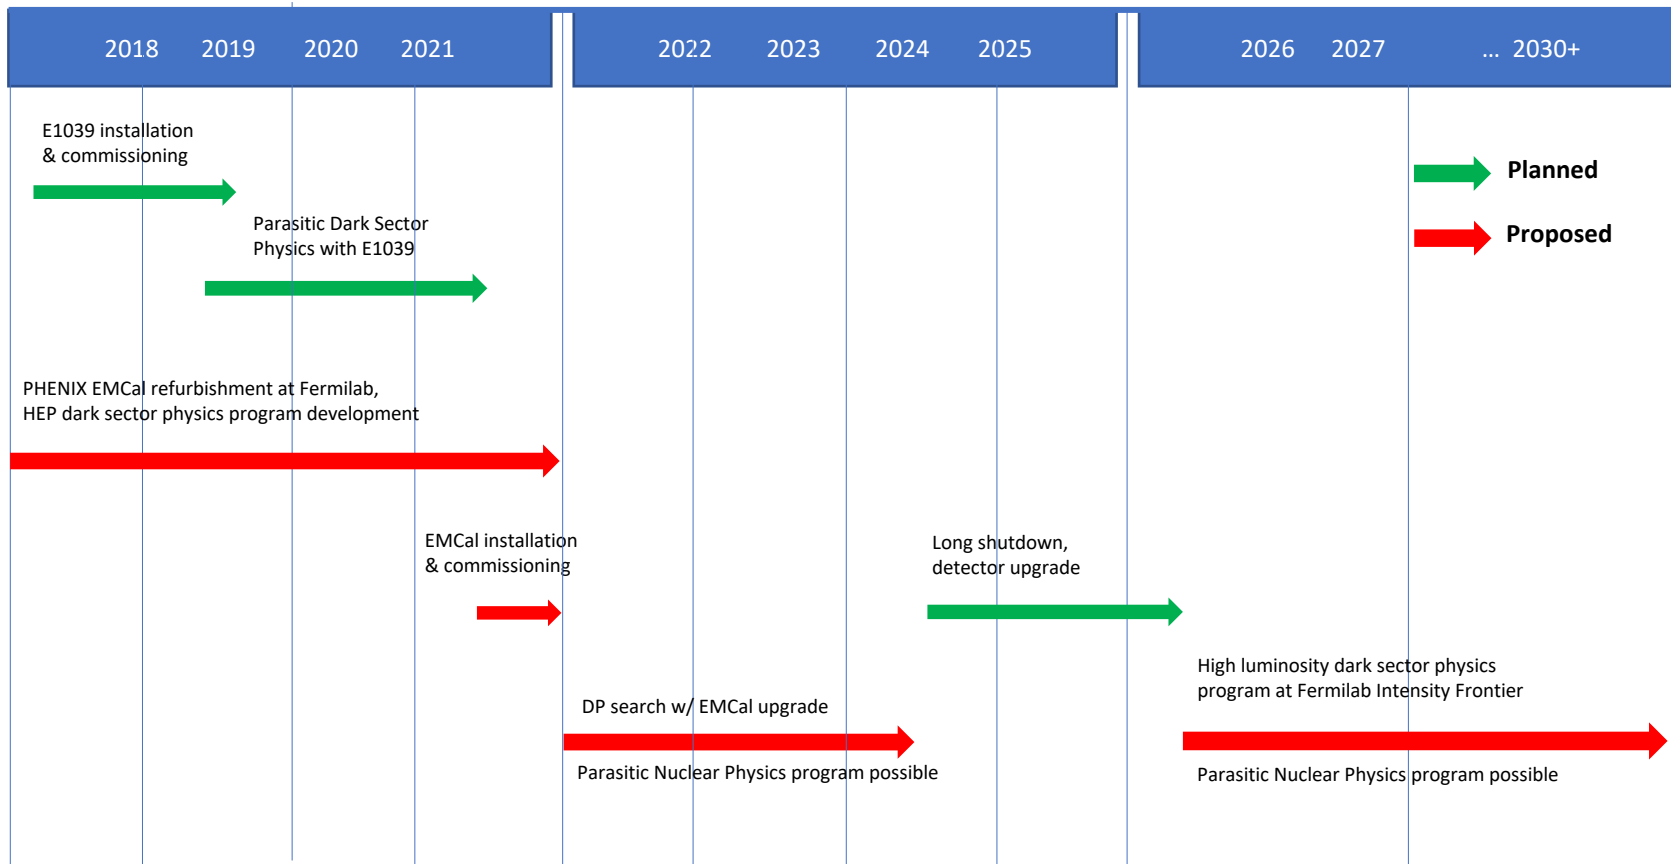 2018 2019 2020 2021 2022 2023 2024 2025 2026 2027 ... 2030+
E1039 installation
& commissioning
Planned
Proposed
Parasitic Dark Sector
Physics with E1039
PHENIX EMCal refurbishment at Fermilab,
HEP dark sector physics program development
EMCal installation
& commissioning
Long shutdown,
detector upgrade
High luminosity dark sector physics
program at Fermilab Intensity Frontier
DP search w/ EMCal upgrade
Parasitic Nuclear Physics program possible
Parasitic Nuclear Physics program possible